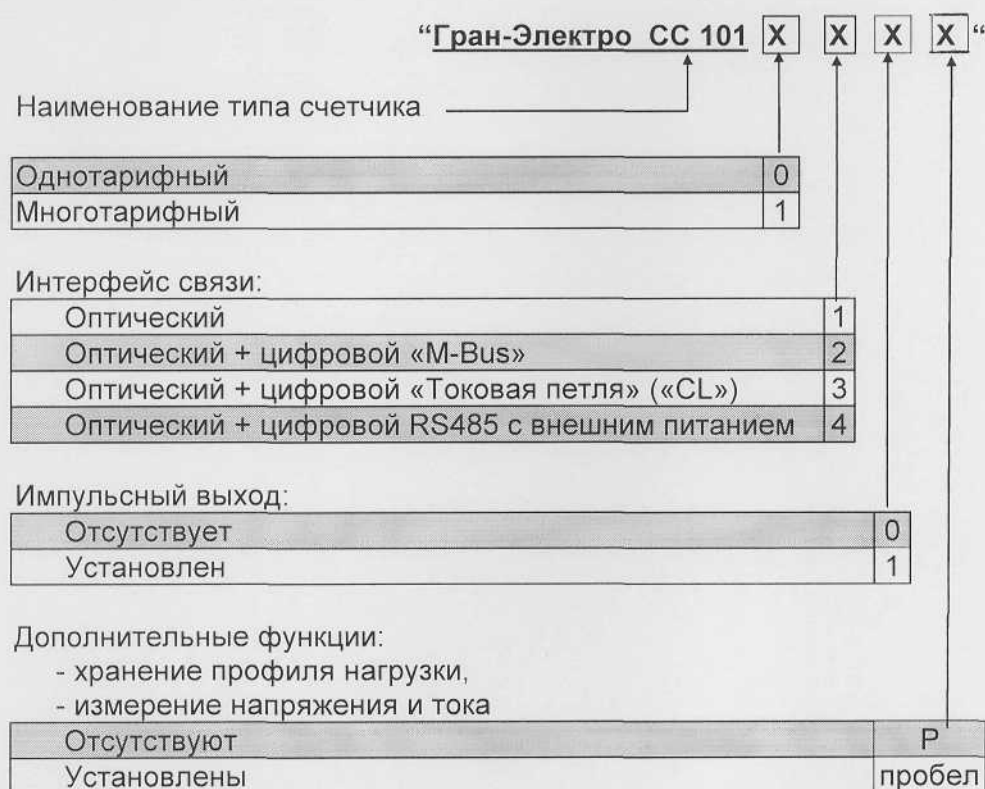 “Гран-Электро СС 101 X X X X “
Наименование типа счетчика
Однотарифный 0
Многотарифный 1
Интерфейс связи:
Оптический 1
Оптический + цифровой «M-Bus» 2
Оптический + цифровой «Токовая петля» («CL») 3
Оптический + цифровой RS485 с внешним питанием 4
Импульсный выход:
Отсутствует 0
Установлен 1
Дополнительные функции:
- хранение профиля нагрузки,
- измерение напряжения и тока
Отсутствуют Р
Установлены пробел